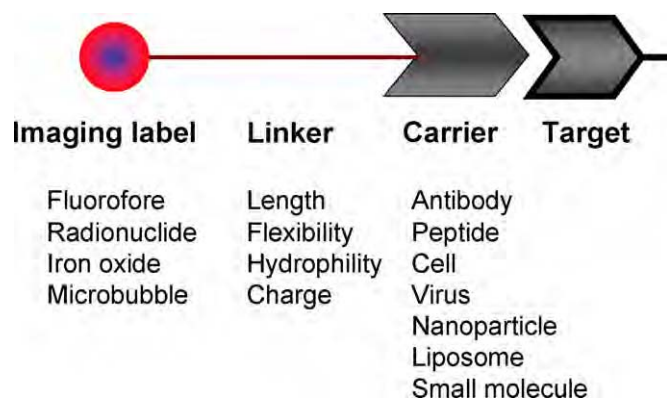 Imaging label Linker Carrier Target
Fluorofore Length Antibody
Radionuclide Flexibility Peptide
Iron oxide Hydrophility Cell
Microbubble Charge Virus
Nanoparticle
Liposome
Small molecule